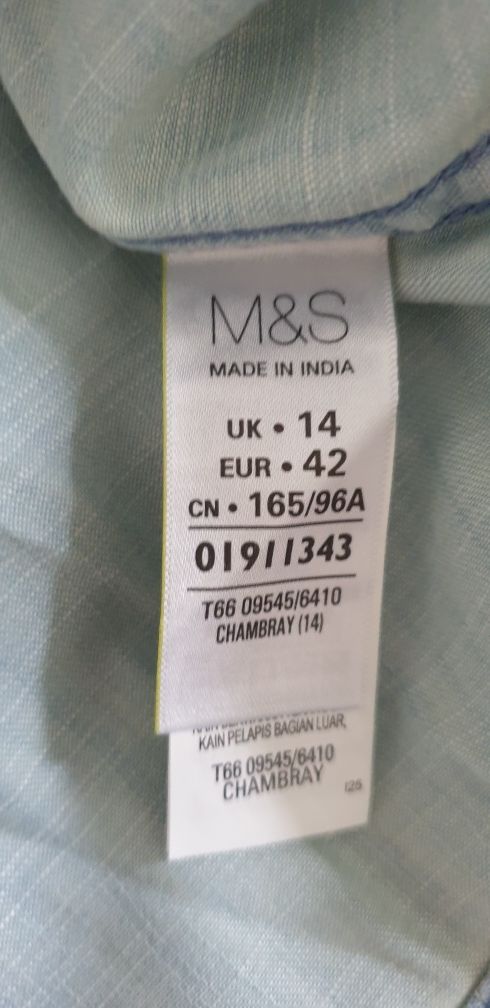 M&S
MADE IN INDIA
UK • 14
EUR • 42
CN • 165/96A
01911343
T66 09545/6410
CHAMBRAY (14)
KAIN PELAPIS BAGIAN LUAR,
T66 09545/6410
CHAMBRAY
I25